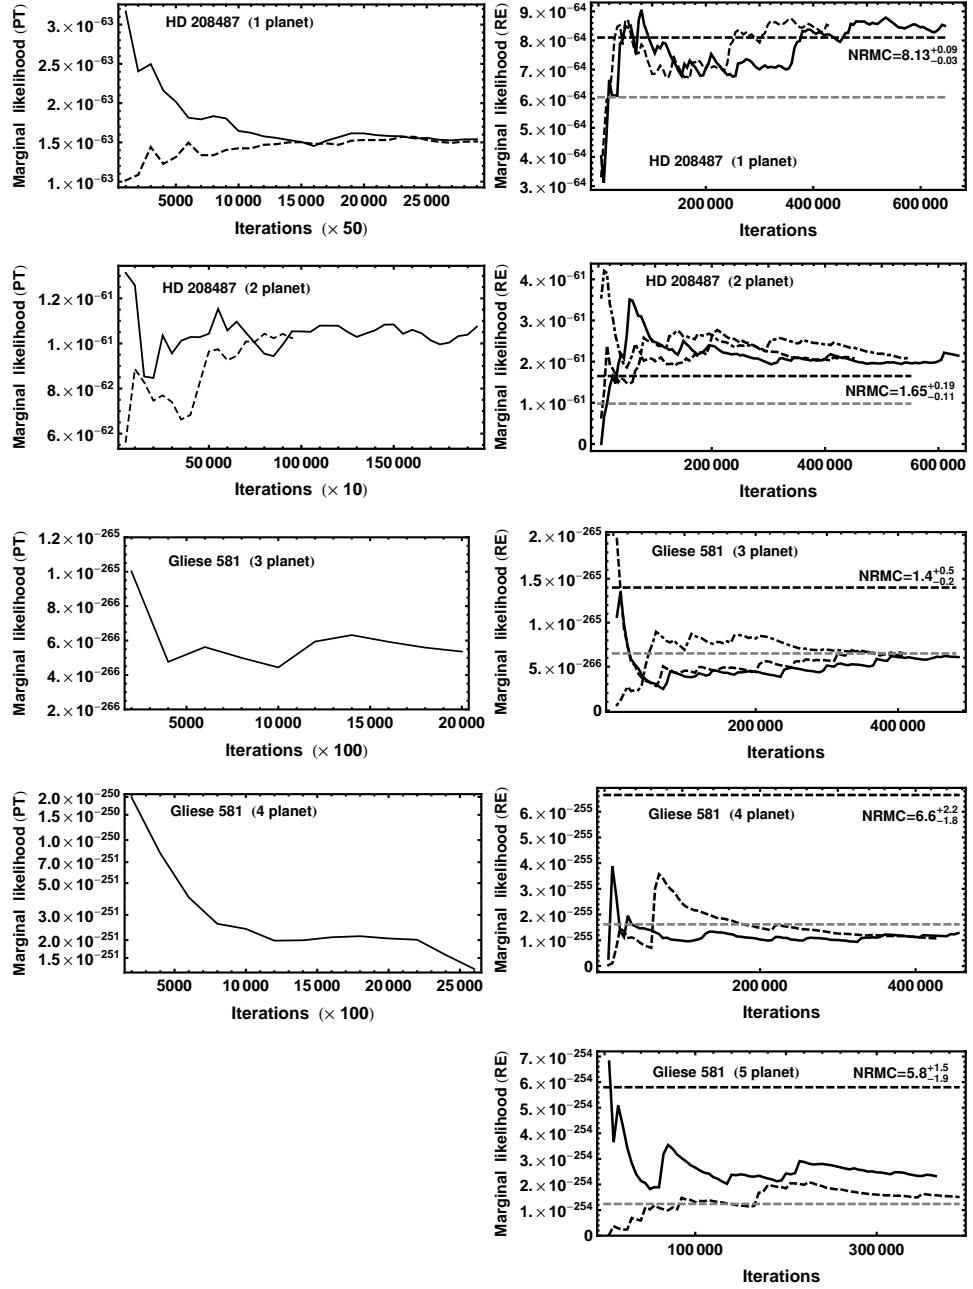 HD 208487 (1 planet)
Marginal likelihood (PT)
3. × 10^-63
2.5 × 10^-63
2. × 10^-63
1.5 × 10^-63
1. × 10^-63
5000 10000 15000 20000 25000
Iterations (× 50)
Marginal likelihood (RE)
9. × 10^-64
8. × 10^-64
7. × 10^-64
6. × 10^-64
5. × 10^-64
4. × 10^-64
3. × 10^-64
NRMC=8.13+0.09−0.03
HD 208487 (1 planet)
200000 400000 600000
Iterations
HD 208487 (2 planet)
Marginal likelihood (PT)
1.2 × 10^-61
1. × 10^-61
8. × 10^-62
6. × 10^-62
50000 100000 150000
Iterations (× 10)
HD 208487 (2 planet)
Marginal likelihood (RE)
4. × 10^-61
3. × 10^-61
2. × 10^-61
1. × 10^-61
0
NRMC=1.65+0.19−0.11
200000 400000 600000
Iterations
Gliese 581 (3 planet)
Marginal likelihood (PT)
1.2 × 10^-265
1. × 10^-265
8. × 10^-266
6. × 10^-266
4. × 10^-266
2. × 10^-266
5000 10000 15000 20000
Iterations (× 100)
Gliese 581 (3 planet)
Marginal likelihood (RE)
2. × 10^-265
1.5 × 10^-265
1. × 10^-265
5. × 10^-266
0
NRMC=1.4+0.5−0.2
200000 400000
Iterations
Gliese 581 (4 planet)
Marginal likelihood (PT)
2.0 × 10^-250
1.5 × 10^-250
1.0 × 10^-250
7.0 × 10^-251
5.0 × 10^-251
3.0 × 10^-251
2.0 × 10^-251
1.5 × 10^-251
5000 10000 15000 20000 25000
Iterations (× 100)
Gliese 581 (4 planet)
Marginal likelihood (RE)
6. × 10^-255
5. × 10^-255
4. × 10^-255
3. × 10^-255
2. × 10^-255
1. × 10^-255
0
NRMC=6.6+2.2−1.8
200000 400000
Iterations
Gliese 581 (5 planet)
Marginal likelihood (RE)
7. × 10^-254
6. × 10^-254
5. × 10^-254
4. × 10^-254
3. × 10^-254
2. × 10^-254
1. × 10^-254
0
NRMC=5.8+1.5−1.9
100000 300000
Iterations